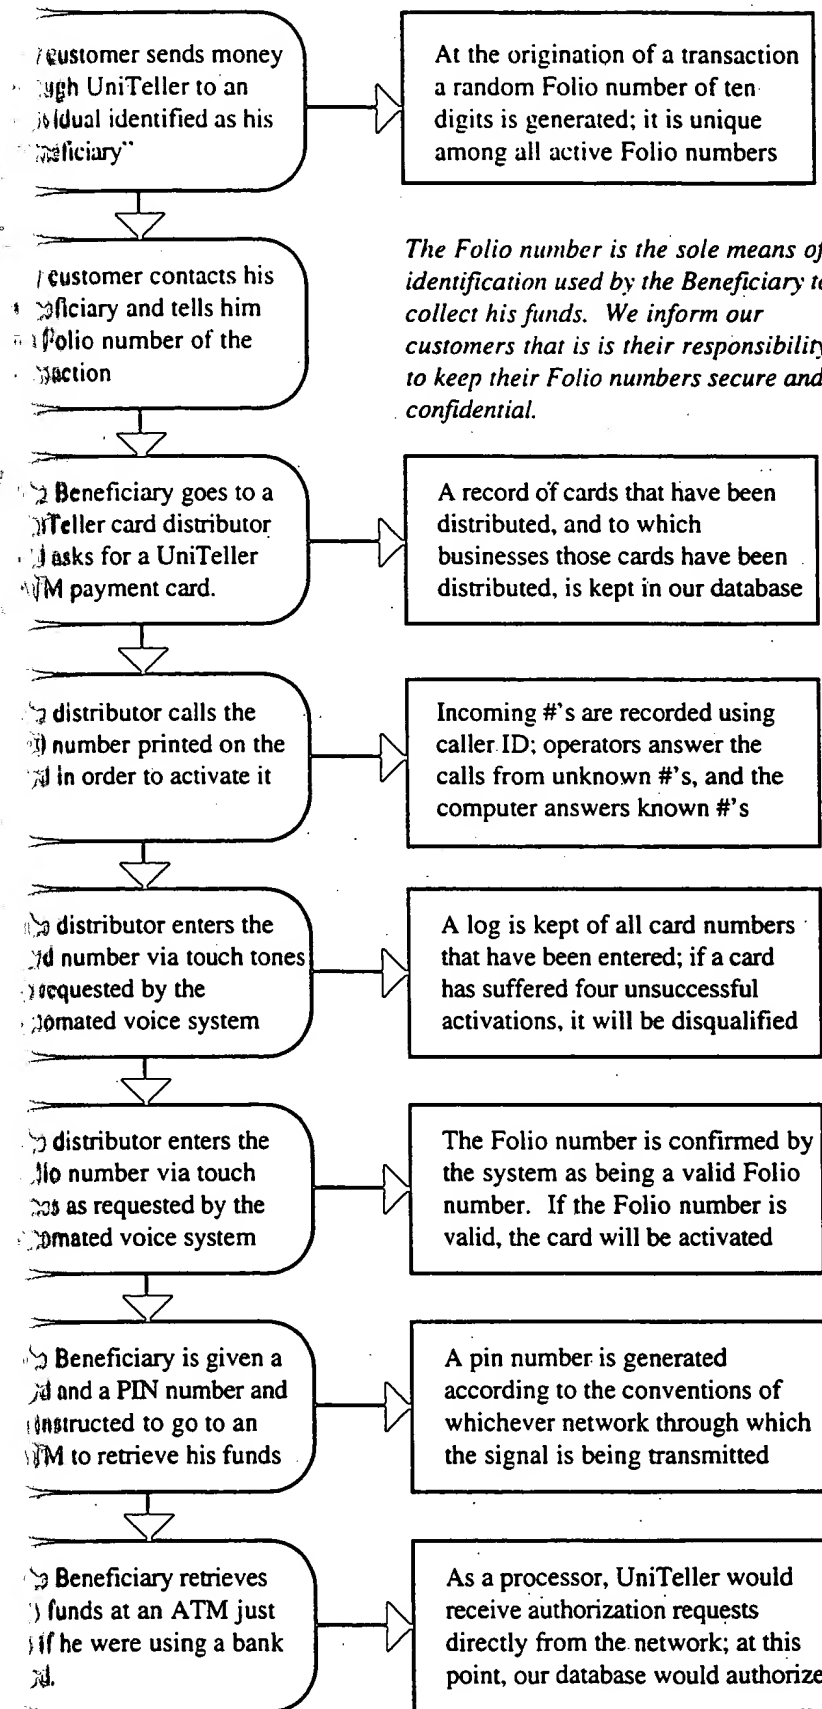 customer sends money
UniTeller to an
identified as his
At the origination of a transaction
a random Folio number of ten
digits is generated; it is unique
among all active Folio numbers
customer contacts his
and tells him
Folio number of the
The Folio number is the sole means of
identification used by the Beneficiary
collect his funds. We inform our
customers that is is their responsibility
to keep their Folio numbers secure and
confidential.
Beneficiary goes to a
card distributor
asks for a UniTeller
payment card.
A record of cards that have been
distributed, and to which
businesses those cards have been
distributed, is kept in our database
distributor calls the
number printed on the
in order to activate it
Incoming #'s are recorded using
caller ID; operators answer the
calls from unknown #'s, and the
computer answers known #'s
distributor enters the
number via touch tones
requested by the
voice system
A log is kept of all card numbers
that have been entered; if a card
has suffered four unsuccessful
activations, it will be disqualified
distributor enters the
number via touch
as requested by the
voice system
The Folio number is confirmed by
the system as being a valid Folio
number. If the Folio number is
valid, the card will be activated
Beneficiary is given a
and a PIN number and
instructed to go to an
to retrieve his funds
A pin number is generated
according to the conventions of
whichever network through which
the signal is being transmitted
Beneficiary retrieves
funds at an ATM just
if he were using a bank
As a processor, UniTeller would
receive authorization requests
directly from the network; at this
point, our database would authorize